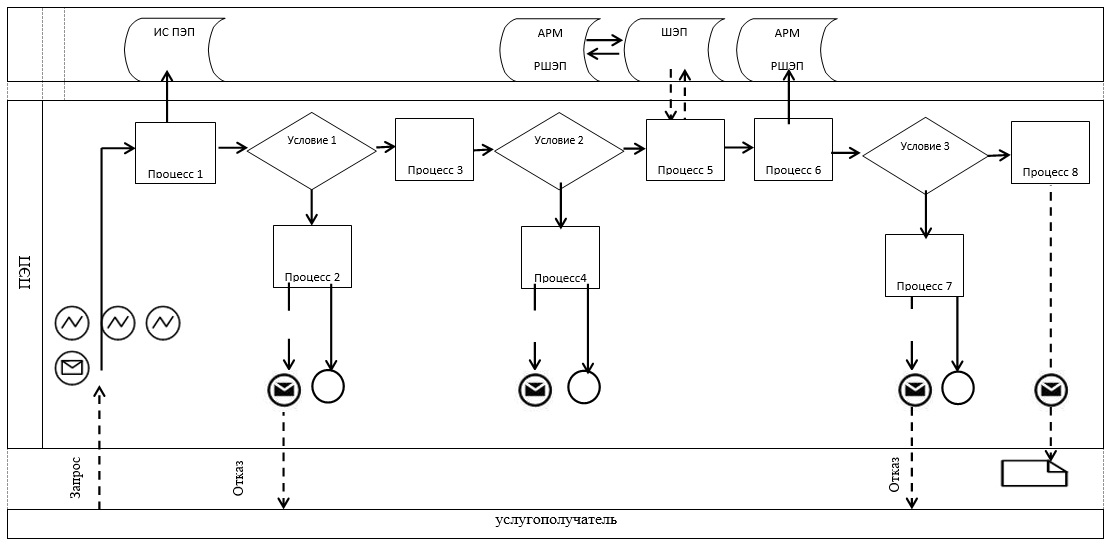 ИС ПЭП
АРМ
РШЭП
ШЭП
АРМ
РШЭП
ПЭП
Процесс 1
Условие 1
Процесс 3
Условие 2
Процесс 5
Процесс 6
Условие 3
Процесс 8
Процесс 2
Процесс4
Процесс 7
Запрос
Отказ
Отказ
услугополучатель